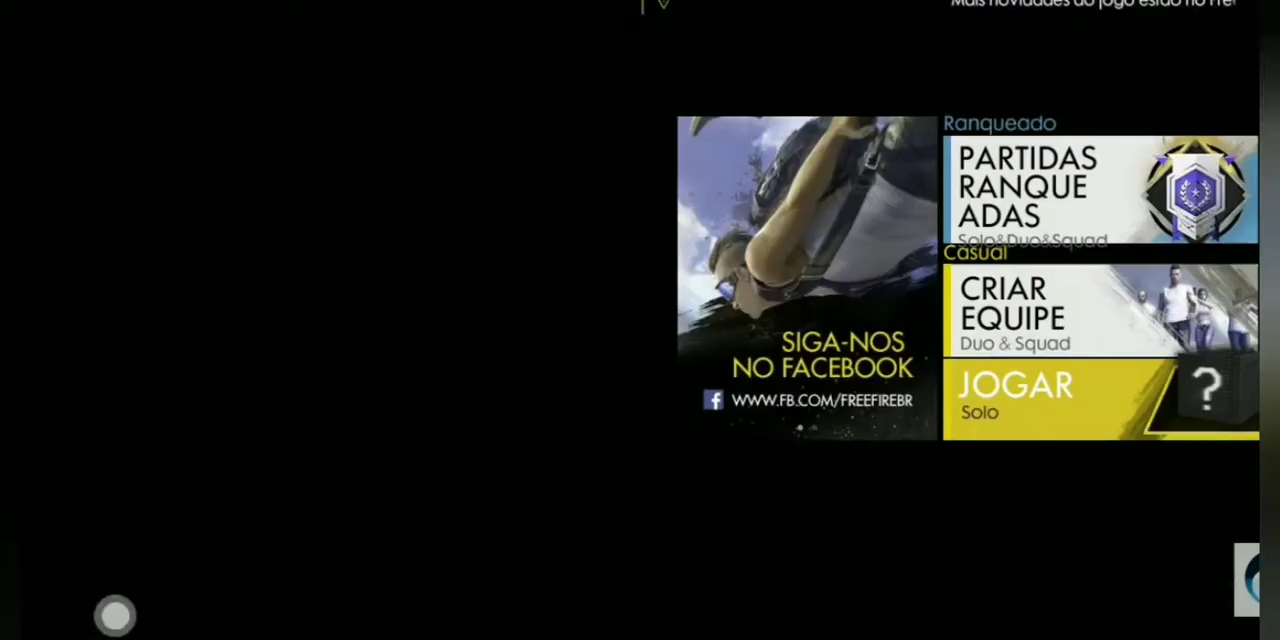 Mais novidades do jogo estão no Fre
Ranqueado
PARTIDAS
RANQUE
ADAS
Solo&Duo&Squad
Casual
CRIAR
EQUIPE
Duo & Squad
JOGAR
Solo
?
SIGA-NOS
NO FACEBOOK
f WWW.FB.COM/FREEFIREBR